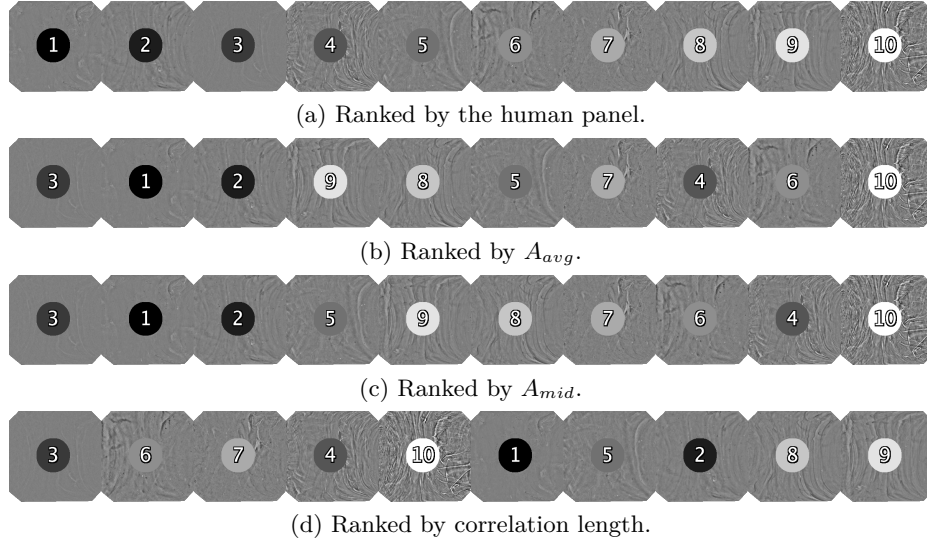 1 2 3 4 5 6 7 8 9 10
(a) Ranked by the human panel.
3 1 2 9 8 5 7 4 6 10
(b) Ranked by A_avg.
3 1 2 5 9 8 7 6 4 10
(c) Ranked by A_mid.
3 6 7 4 10 1 5 2 8 9
(d) Ranked by correlation length.